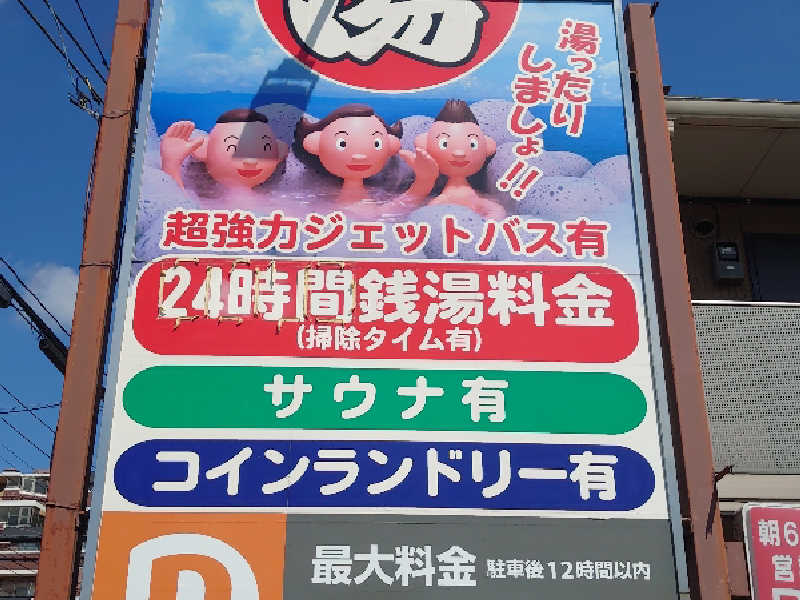 湯
湯ったり
しましょ!!
超強力ジェットバス有
24時間銭湯料金
(掃除タイム有)
サウナ有
コインランドリー有
P
最大料金 駐車後12時間以内
朝6
営